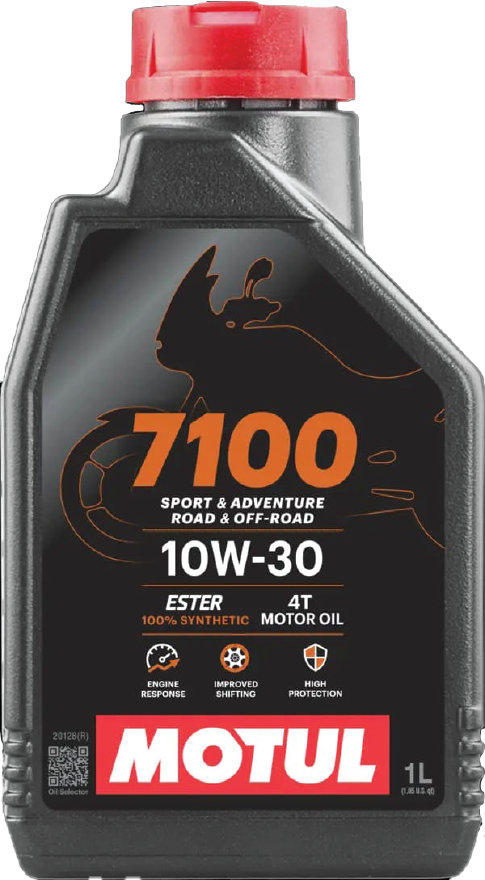 7100
SPORT & ADVENTURE
ROAD & OFF-ROAD
10W-30
ESTER
100% SYNTHETIC
4T
MOTOR OIL
ENGINE
RESPONSE
IMPROVED
SHIFTING
HIGH
PROTECTION
20128(R)
Oil Selector
MOTUL
1L
(1.05 U.S. qt)